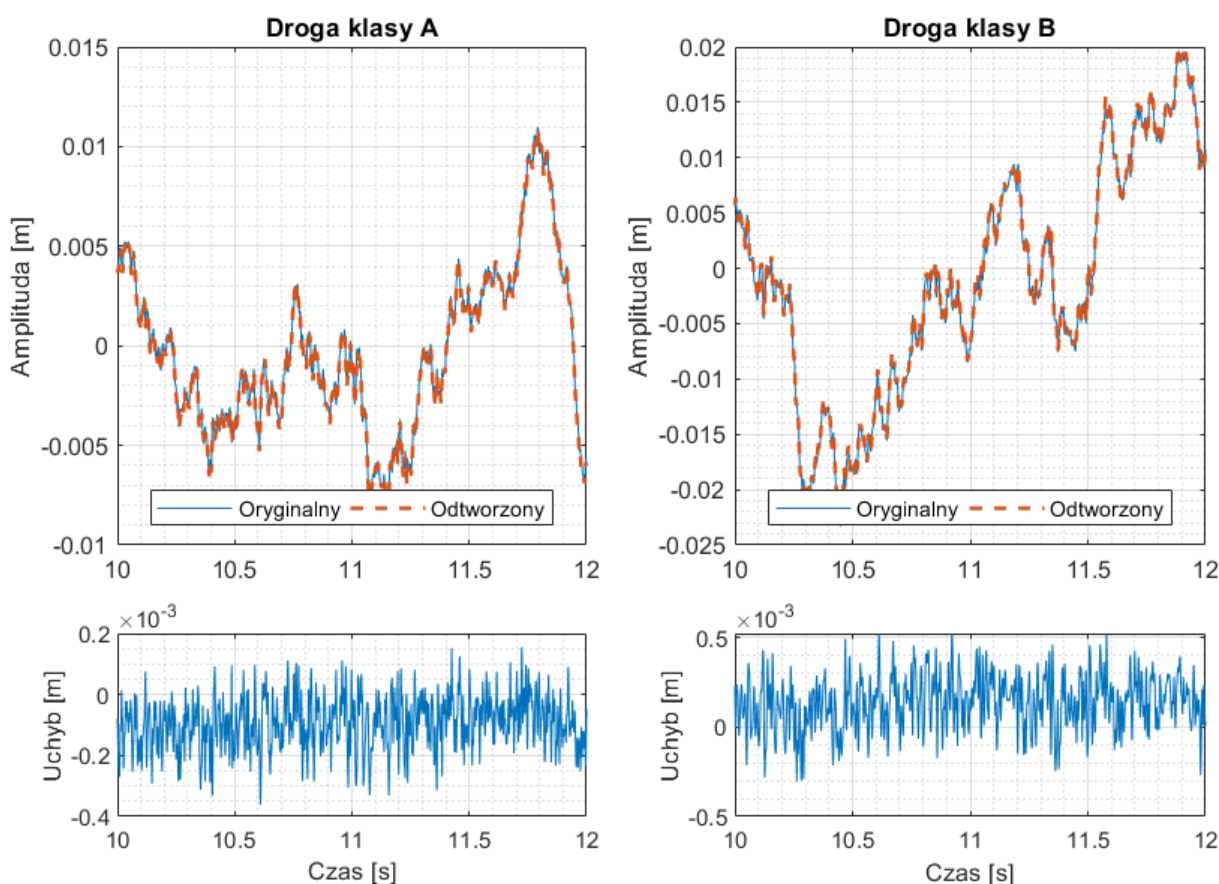 Droga klasy A
0.015
0.01
0.005
0
-0.005
-0.01
Amplituda [m]
Oryginalny Odtworzony
10 10.5 11 11.5 12
Droga klasy B
0.02
0.015
0.01
0.005
0
-0.005
-0.01
-0.015
-0.02
-0.025
Amplituda [m]
Oryginalny Odtworzony
10 10.5 11 11.5 12
×10-3
0.2
0
-0.2
-0.4
Uchyb [m]
10 10.5 11 11.5 12
Czas [s]
×10-3
0.5
0
-0.5
Uchyb [m]
10 10.5 11 11.5 12
Czas [s]